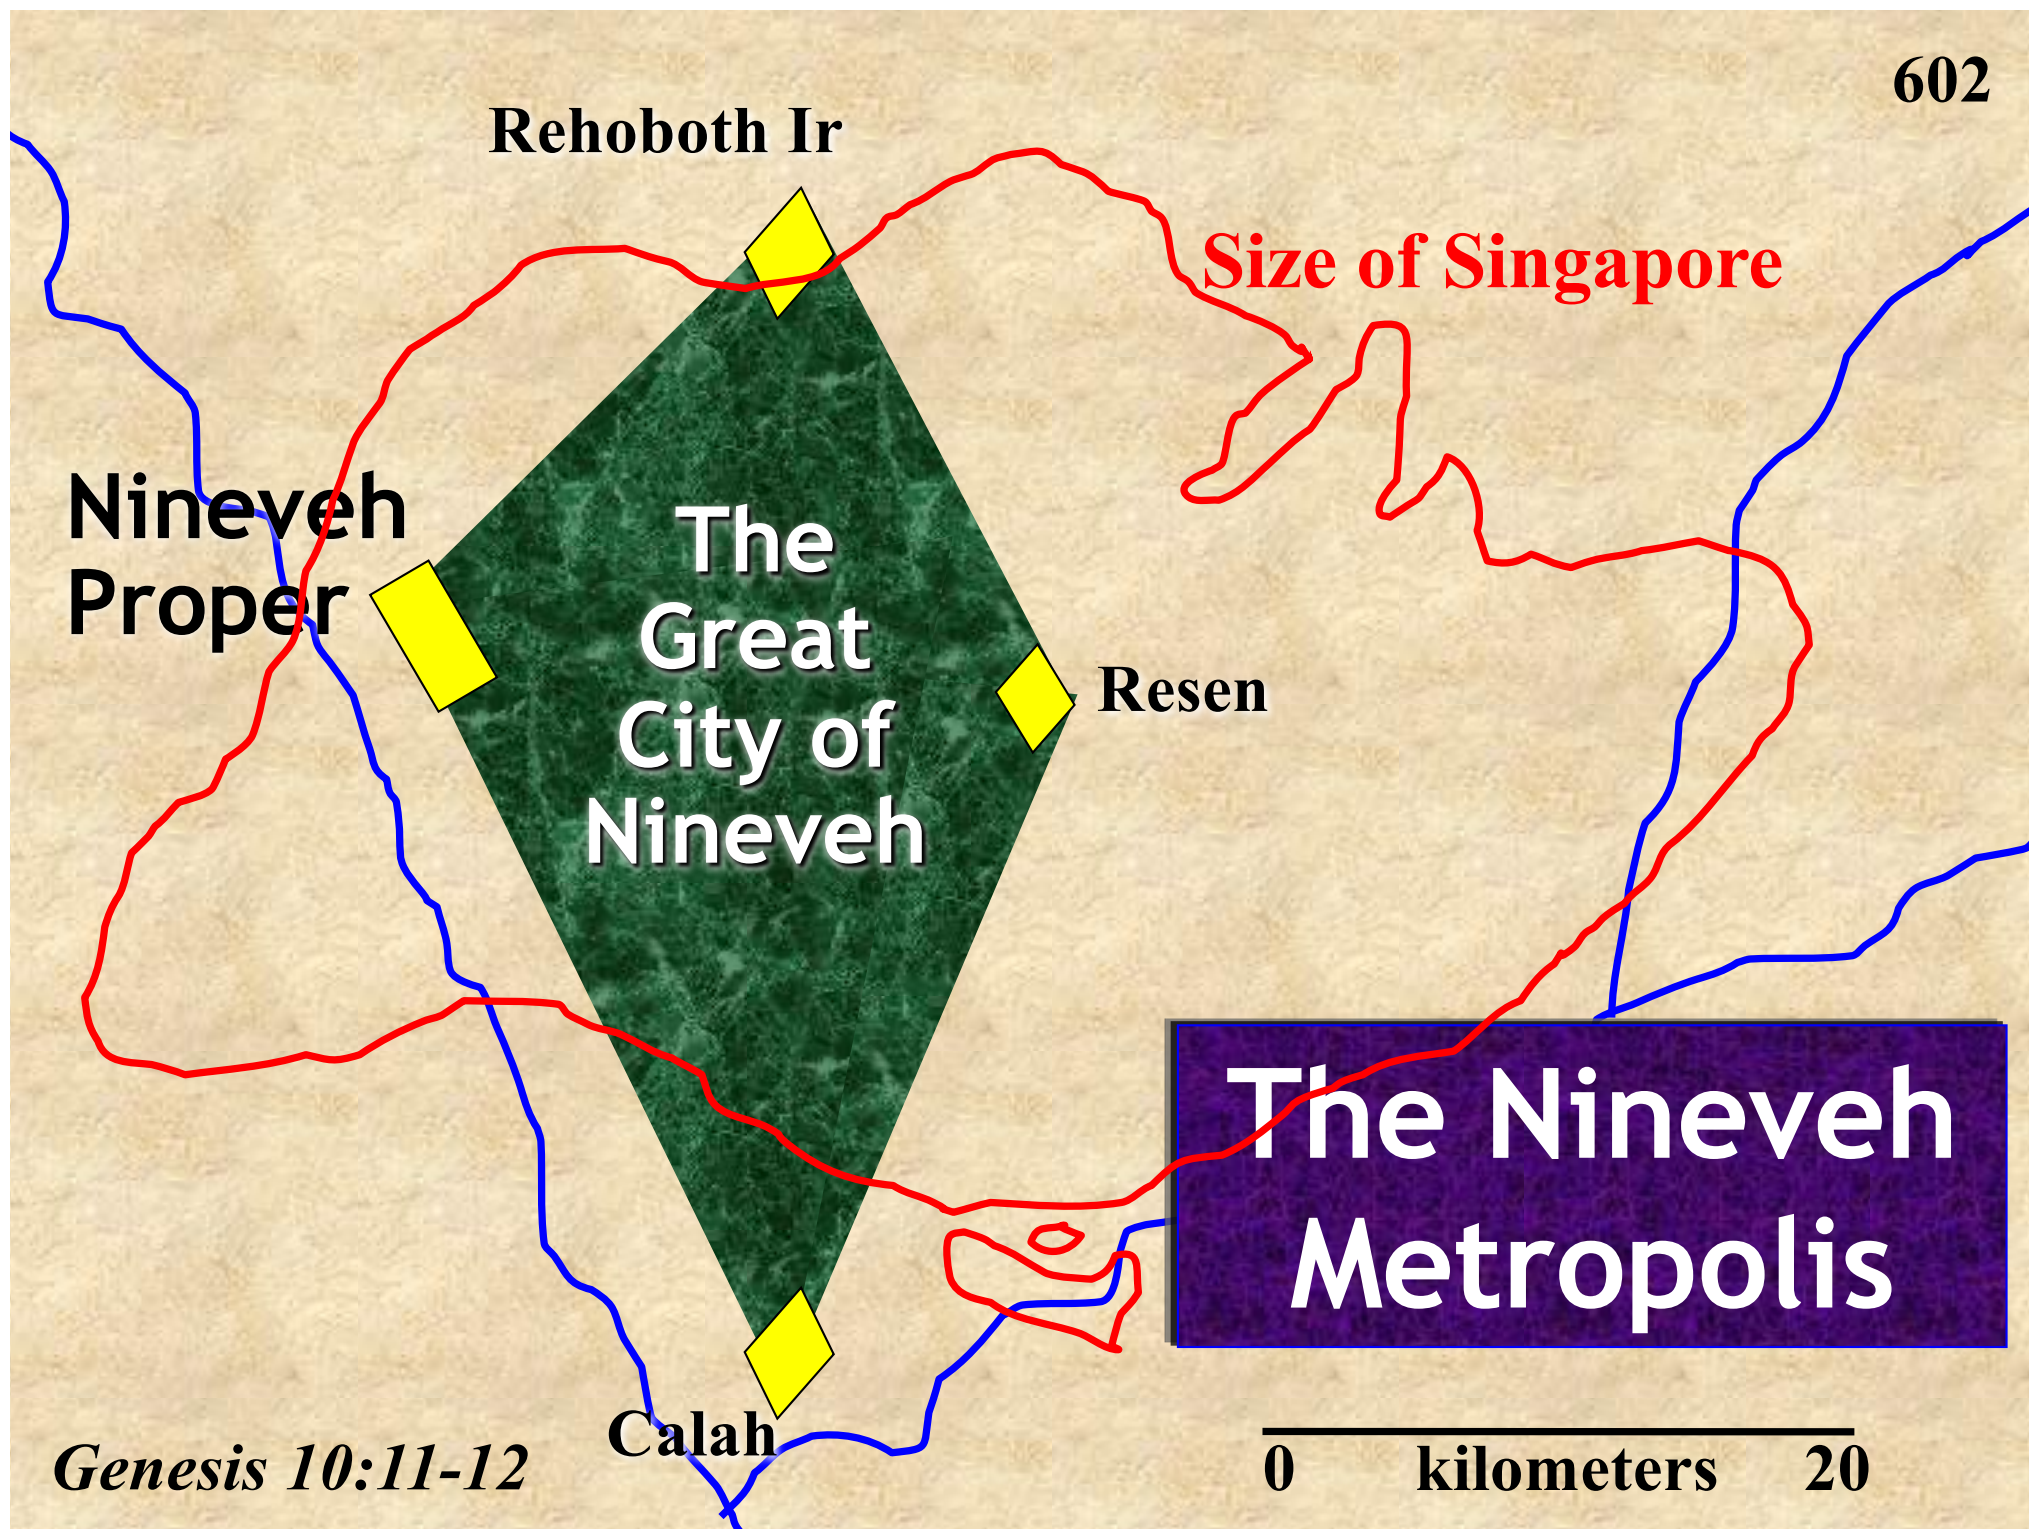 602
Rehoboth Ir
Size of Singapore
Nineveh
Proper
The
Great
City of
Nineveh
Resen
The Nineveh
Metropolis
Calah
Genesis 10:11-12
0 kilometers 20